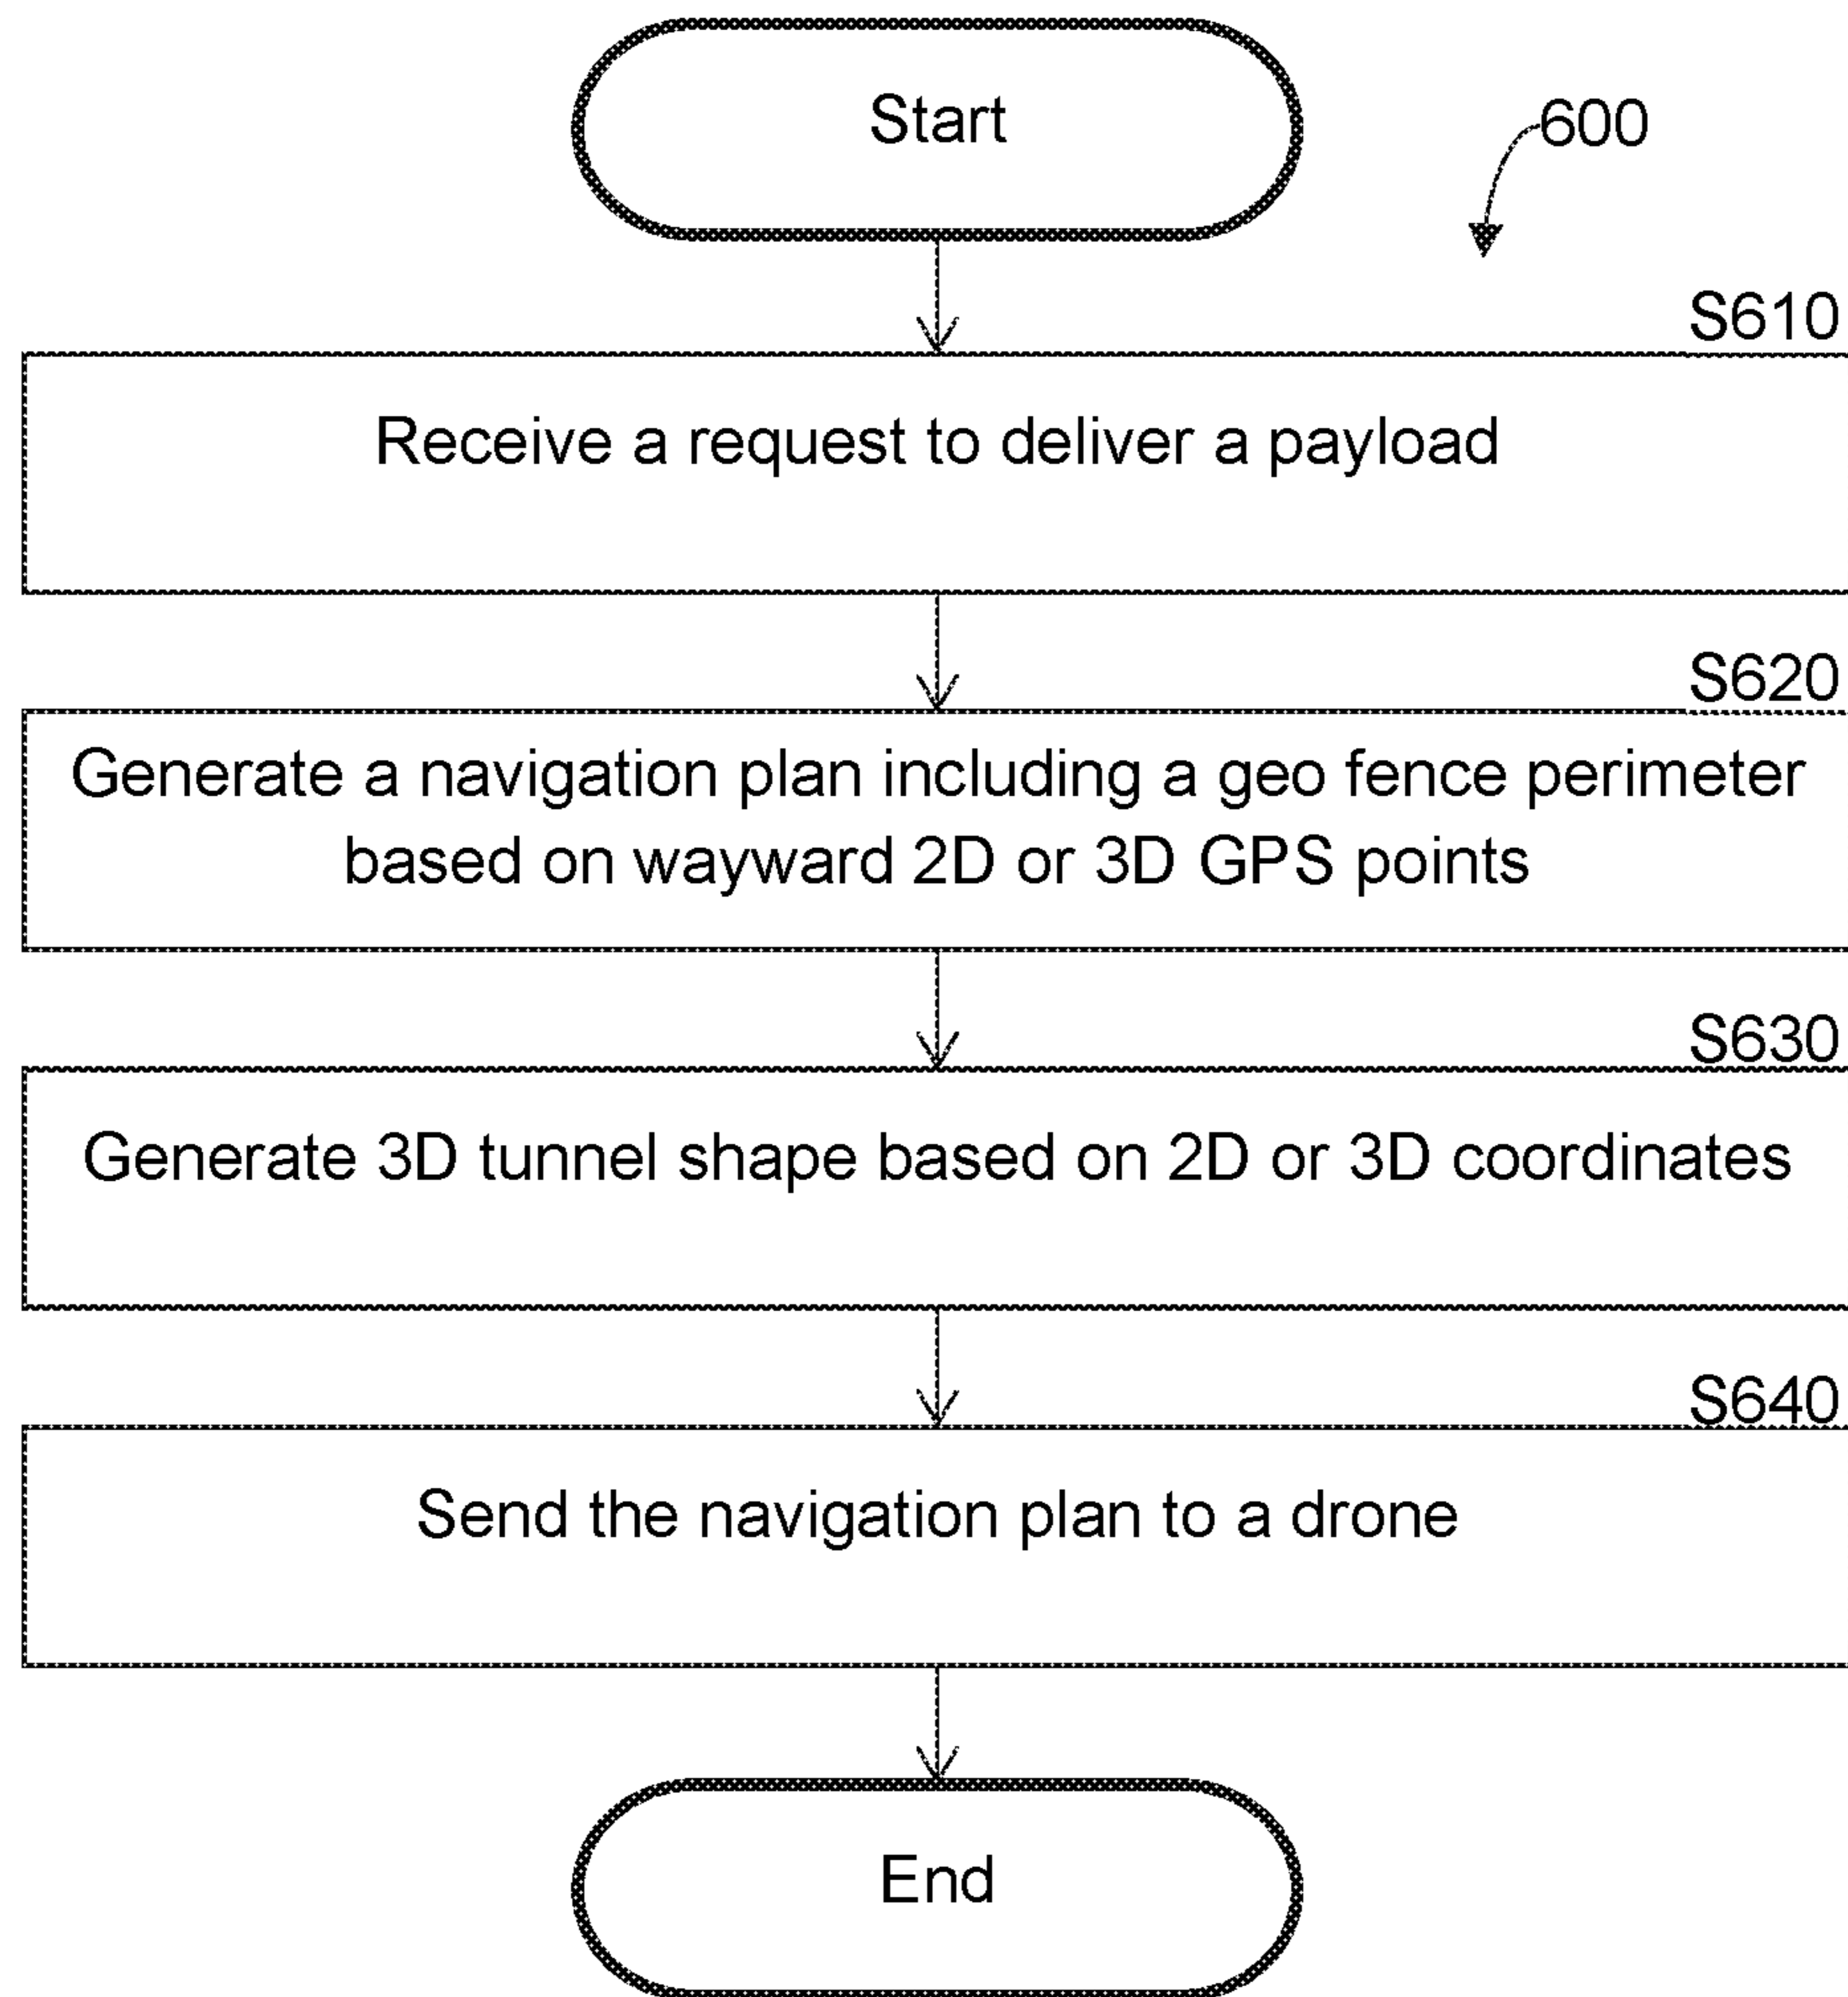 Start
600
S610
Receive a request to deliver a payload
S620
Generate a navigation plan including a geo fence perimeter
based on wayward 2D or 3D GPS points
S630
Generate 3D tunnel shape based on 2D or 3D coordinates
S640
Send the navigation plan to a drone
End